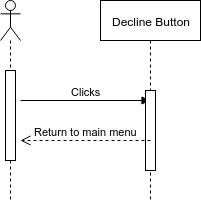 Decline Button
Clicks
Return to main menu